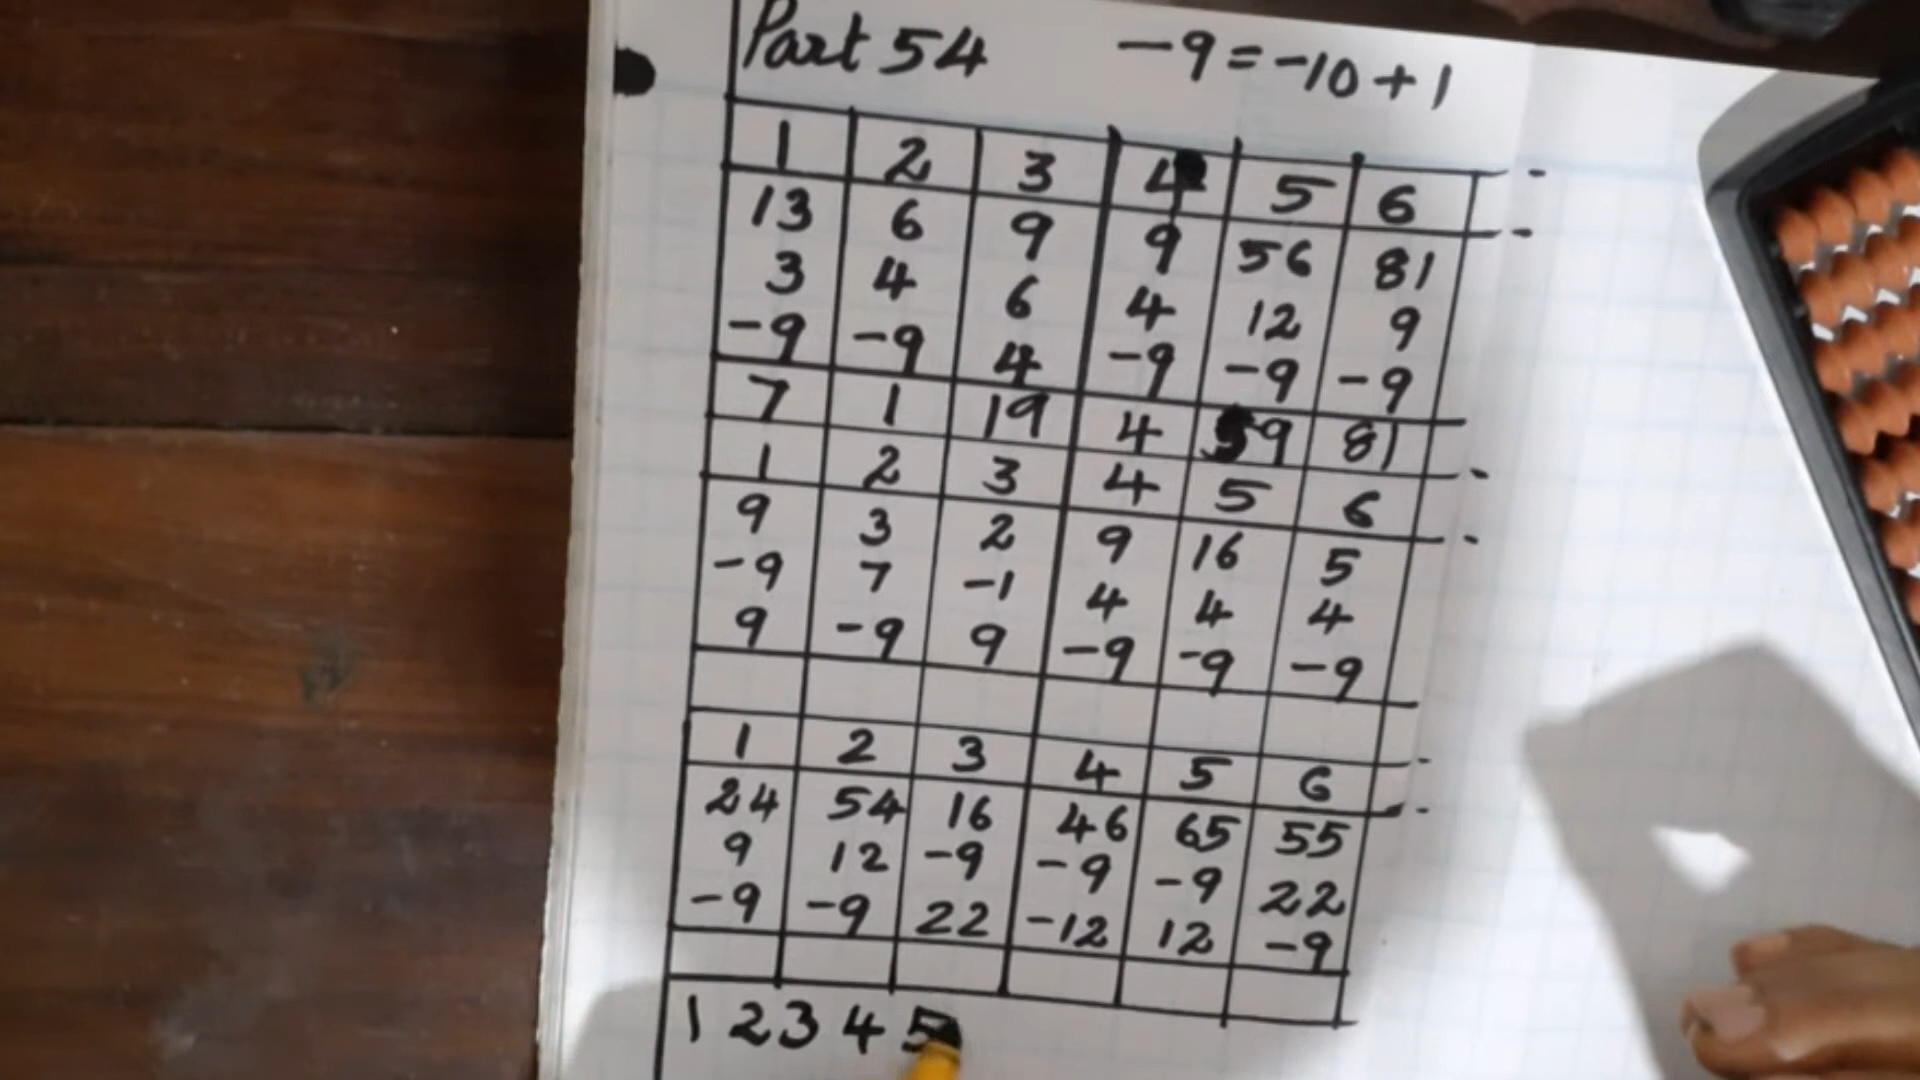 Part 54 -9 = -10 + 1
1 2 3 4 5 6
13 6 9 9 56 81
3 4 6 4 12 9
-9 -9 4 -9 -9 -9
7 1 19 4 59 81
1 2 3 4 5 6
9 3 2 9 16 5
-9 7 -1 4 4 4
9 -9 9 -9 -9 -9
1 2 3 4 5 6
24 54 16 46 65 55
9 12 -9 -9 -9 22
-9 -9 22 -12 12 -9
1 2 3 4 5